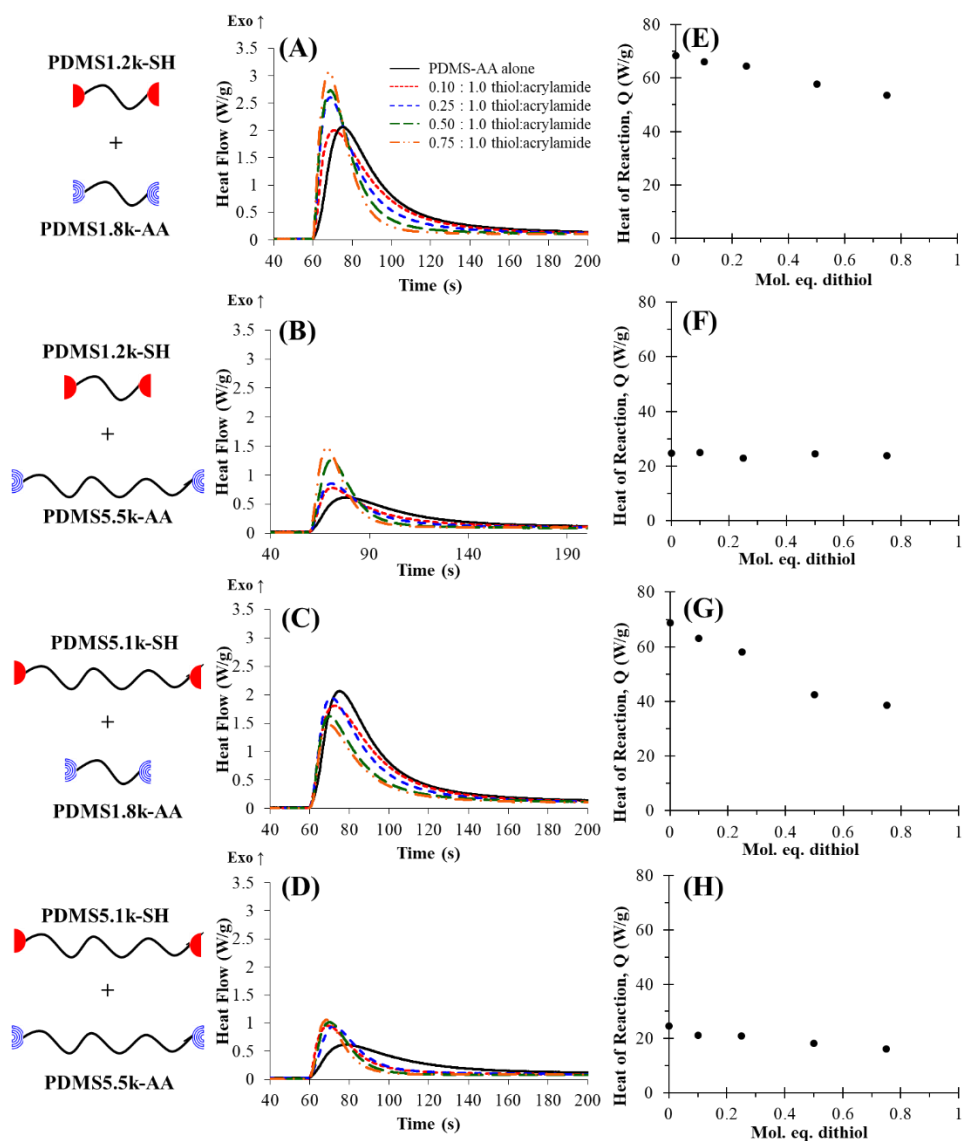 PDMS1.2k-SH
+
PDMS1.8k-AA
Exo ↑
(A)
Heat Flow (W/g)
3.5
3
2.5
2
1.5
1
0.5
0
PDMS-AA alone
0.10 : 1.0 thiol:acrylamide
0.25 : 1.0 thiol:acrylamide
0.50 : 1.0 thiol:acrylamide
0.75 : 1.0 thiol:acrylamide
40 60 80 100 120 140 160 180 200
Time (s)
(E)
Heat of Reaction, Q (W/g)
80
60
40
20
0
0 0.2 0.4 0.6 0.8 1
Mol. eq. dithiol
PDMS1.2k-SH
+
PDMS5.5k-AA
Exo ↑
(B)
Heat Flow (W/g)
3.5
3
2.5
2
1.5
1
0.5
0
40 90 140 190
Time (s)
(F)
Heat of Reaction, Q (W/g)
80
60
40
20
0
0 0.2 0.4 0.6 0.8 1
Mol. eq. dithiol
PDMS5.1k-SH
+
PDMS1.8k-AA
Exo ↑
(C)
Heat Flow (W/g)
3.5
3
2.5
2
1.5
1
0.5
0
40 60 80 100 120 140 160 180 200
Time (s)
(G)
Heat of Reaction, Q (W/g)
80
60
40
20
0
0 0.2 0.4 0.6 0.8 1
Mol. eq. dithiol
PDMS5.1k-SH
+
PDMS5.5k-AA
Exo ↑
(D)
Heat Flow (W/g)
3.5
3
2.5
2
1.5
1
0.5
0
40 60 80 100 120 140 160 180 200
Time (s)
(H)
Heat of Reaction, Q (W/g)
80
60
40
20
0
0 0.2 0.4 0.6 0.8 1
Mol. eq. dithiol